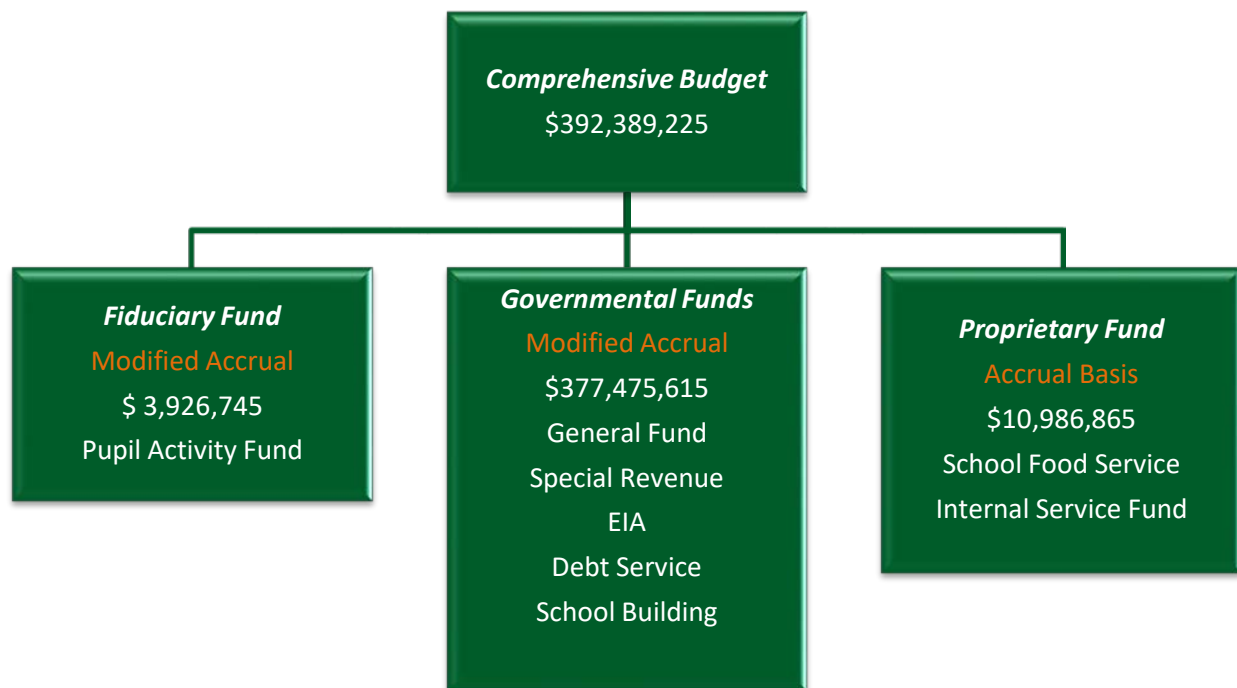 Comprehensive Budget
$392,389,225
Fiduciary Fund
Modified Accrual
$ 3,926,745
Pupil Activity Fund
Governmental Funds
Modified Accrual
$377,475,615
General Fund
Special Revenue
EIA
Debt Service
School Building
Proprietary Fund
Accrual Basis
$10,986,865
School Food Service
Internal Service Fund